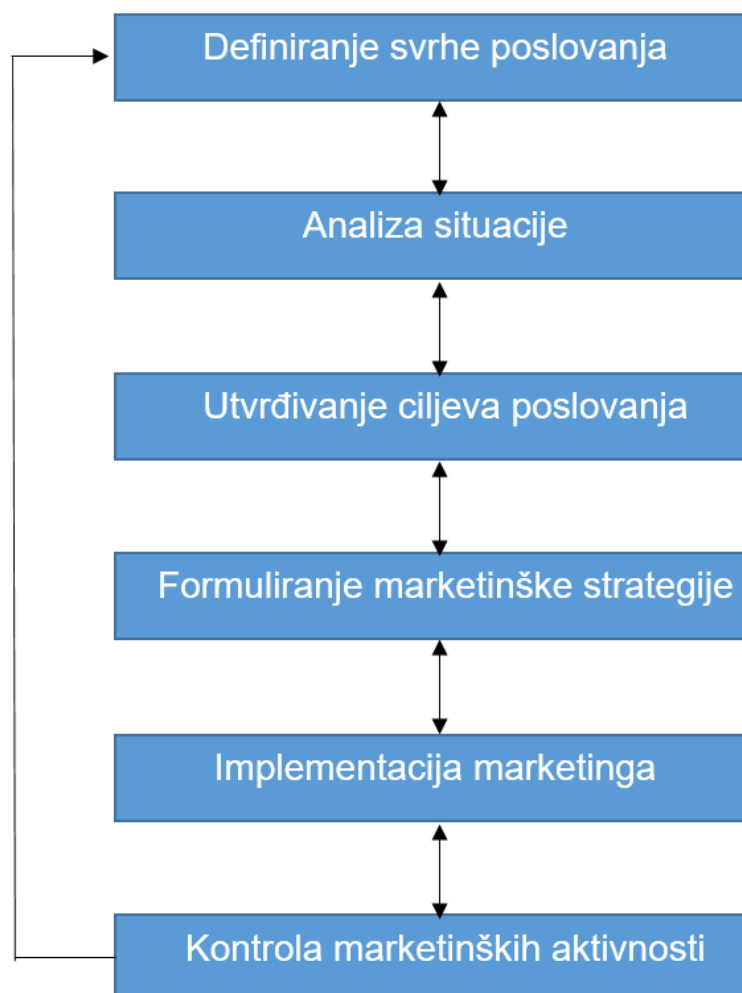 Definiranje svrhe poslovanja
Analiza situacije
Utvrđivanje ciljeva poslovanja
Formuliranje marketinške strategije
Implementacija marketinga
Kontrola marketinških aktivnosti